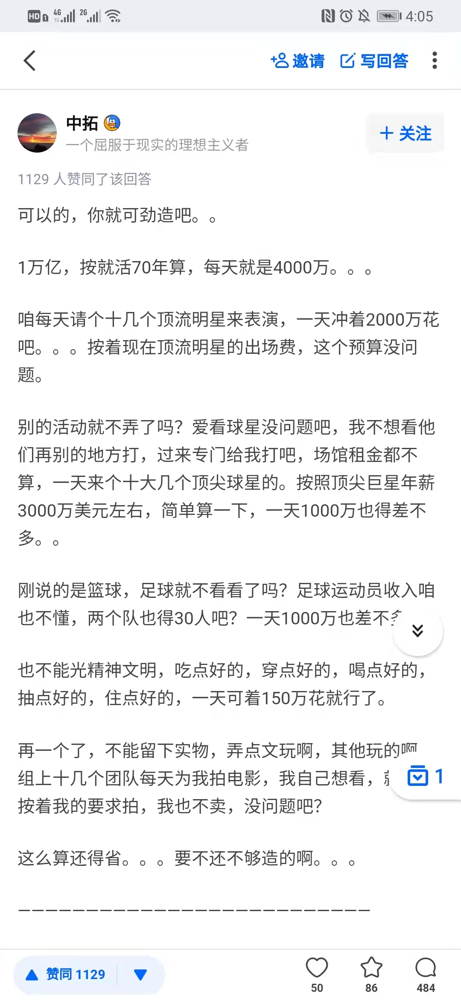 HD 1 4G 2G 4:05
邀请 写回答
中拓
一个屈服于现实的理想主义者
+ 关注
1129 人赞同了该回答
可以的，你就可劲造吧。。
1万亿，按就活70年算，每天就是4000万。。。
咱每天请个十几个顶流明星来表演，一天冲着2000万花
吧。。。按着现在顶流明星的出场费，这个预算没问
题。
别的活动就不弄了吗？爱看球星没问题吧，我不想看他
们再别的地方打，过来专门给我打吧，场馆租金都不
算，一天来个十大几个顶尖球星的。按照顶尖巨星年薪
3000万美元左右，简单算一下，一天1000万也得差不
多。。
刚说的是篮球，足球就不看看了吗？足球运动员收入咱
也不懂，两个队也得30人吧？一天1000万也差不
也不能光精神文明，吃点好的，穿点好的，喝点好的，
抽点好的，住点好的，一天可着150万花就行了。
再一个了，不能留下实物，弄点文玩啊，其他玩的啊
组上十几个团队每天为我拍电影，我自己想看，
1
按着我的要求拍，我也不卖，没问题吧？
这么算还得省。。。要不还不够造的啊。。。
—————————————————————————
赞同 1129
50
86
484